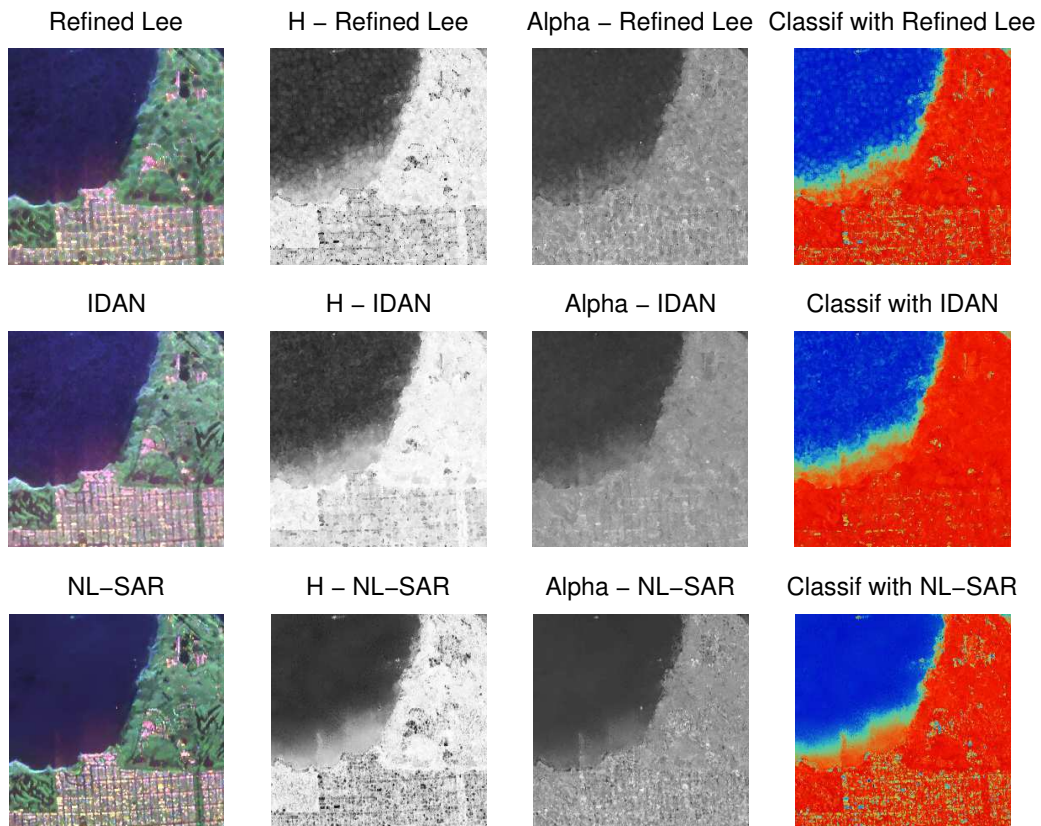 Refined Lee
H − Refined Lee
Alpha − Refined Lee
Classif with Refined Lee
IDAN
H − IDAN
Alpha − IDAN
Classif with IDAN
NL−SAR
H − NL−SAR
Alpha − NL−SAR
Classif with NL−SAR